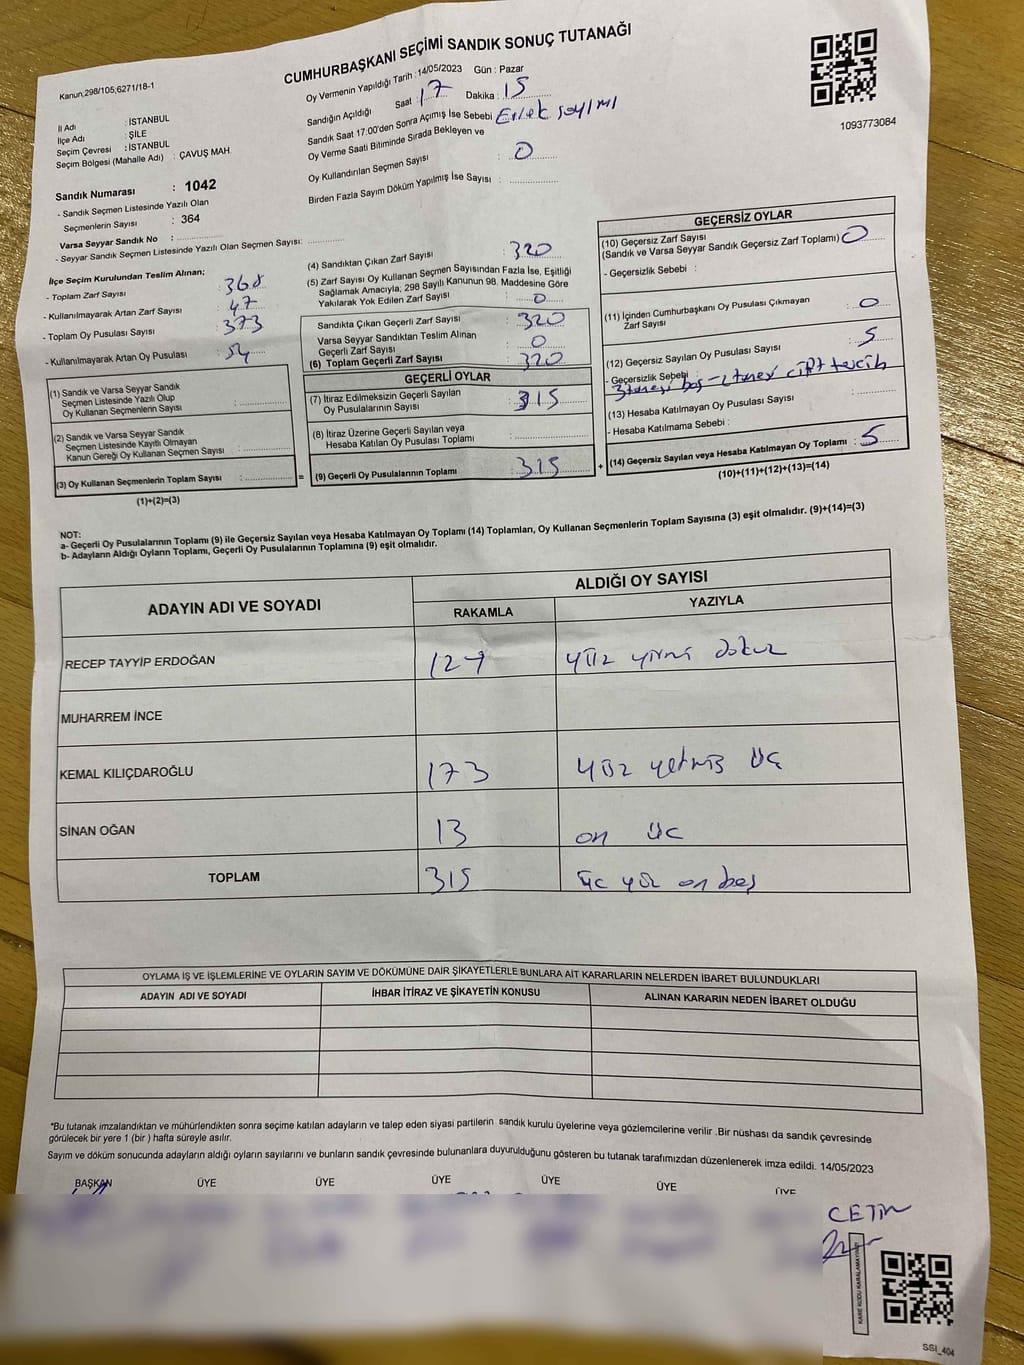 CUMHURBAŞKANI SEÇİMİ SANDIK SONUÇ TUTANAĞI
Kanun,298/105,6271/18-1
Oy Vermenin Yapıldığı Tarih : 14/05/2023 Gün : Pazar
Sandığın Açıldığı Saat : 17 Dakika : 15
Sandık Saat 17:00'den Sonra Açımış İse Sebebi
Oy Verme Saati Bitiminde Sırada Bekleyen ve
Oy Kullandırılan Seçmen Sayısı : 0
Birden Fazla Sayım Döküm Yapılmış İse Sayısı :
1093773084
İl Adı : İSTANBUL
İlçe Adı : ŞİLE
Seçim Çevresi : İSTANBUL
Seçim Bölgesi (Mahalle Adı) : ÇAVUŞ MAH.
Sandık Numarası : 1042
- Sandık Seçmen Listesinde Yazılı Olan
Seçmenlerin Sayısı : 364
Varsa Seyyar Sandık No :
- Seyyar Sandık Seçmen Listesinde Yazılı Olan Seçmen Sayısı:
İlçe Seçim Kurulundan Teslim Alınan;
- Toplam Zarf Sayısı : 368
- Kullanılmayarak Artan Zarf Sayısı : 47
- Toplam Oy Pusulası Sayısı : 373
- Kullanılmayarak Artan Oy Pusulası : 54
(1) Sandık ve Varsa Seyyar Sandık
Seçmen Listesinde Yazılı Olup
Oy Kullanan Seçmenlerin Sayısı :
(2) Sandık ve Varsa Seyyar Sandık
Seçmen Listesinde Kayıtlı Olmayan
Kanun Gereği Oy Kullanan Seçmen Sayısı :
(3) Oy Kullanan Seçmenlerin Toplam Sayısı :
(1)+(2)=(3)
(4) Sandıktan Çıkan Zarf Sayısı : 320
(5) Zarf Sayısı Oy Kullanan Seçmen Sayısından Fazla İse, Eşitliği
Sağlamak Amacıyla; 298 Sayılı Kanunun 98. Maddesine Göre
Yakılarak Yok Edilen Zarf Sayısı : 0
Sandıkta Çıkan Geçerli Zarf Sayısı : 320
Varsa Seyyar Sandıktan Teslim Alınan
Geçerli Zarf Sayısı : 0
(6) Toplam Geçerli Zarf Sayısı : 320
GEÇERLİ OYLAR
(7) İtiraz Edilmeksizin Geçerli Sayılan
Oy Pusulalarının Sayısı : 315
(8) İtiraz Üzerine Geçerli Sayılan veya
Hesaba Katılan Oy Pusulası Toplamı :
= (9) Geçerli Oy Pusulalarının Toplamı : 315 +
GEÇERSİZ OYLAR
(10) Geçersiz Zarf Sayısı
(Sandık ve Varsa Seyyar Sandık Geçersiz Zarf Toplamı) 0
- Geçersizlik Sebebi :
(11) İçinden Cumhurbaşkanı Oy Pusulası Çıkmayan
Zarf Sayısı : 0
(12) Geçersiz Sayılan Oy Pusulası Sayısı : 5
- Geçersizlik Sebebi :
boş - çift tercih
(13) Hesaba Katılmayan Oy Pusulası Sayısı :
- Hesaba Katılmama Sebebi :
(14) Geçersiz Sayılan veya Hesaba Katılmayan Oy Toplamı : 5
(10)+(11)+(12)+(13)=(14)
NOT:
a- Geçerli Oy Pusulalarının Toplamı (9) ile Geçersiz Sayılan veya Hesaba Katılmayan Oy Toplamı (14) Toplamları, Oy Kullanan Seçmenlerin Toplam Sayısına (3) eşit olmalıdır. (9)+(14)=(3)
b- Adayların Aldığı Oyların Toplamı, Geçerli Oy Pusulalarının Toplamına (9) eşit olmalıdır.
ADAYIN ADI VE SOYADI ALDIĞI OY SAYISI
RAKAMLA YAZIYLA
RECEP TAYYİP ERDOĞAN 129 yüz yirmi dokuz
MUHARREM İNCE
KEMAL KILIÇDAROĞLU 173 yüz yetmiş üç
SİNAN OĞAN 13 on üç
TOPLAM 315 üç yüz on beş
OYLAMA İŞ VE İŞLEMLERİNE VE OYLARIN SAYIM VE DÖKÜMÜNE DAİR ŞİKAYETLERLE BUNLARA AİT KARARLARIN NELERDEN İBARET BULUNDUKLARI
ADAYIN ADI VE SOYADI İHBAR İTİRAZ VE ŞİKAYETİN KONUSU ALINAN KARARIN NEDEN İBARET OLDUĞU
*Bu tutanak imzalandıktan ve mühürlendikten sonra seçime katılan adayların ve talep eden siyasi partilerin sandık kurulu üyelerine veya gözlemcilerine verilir .Bir nüshası da sandık çevresinde
görülecek bir yere 1 (bir ) hafta süreyle asılır.
Sayım ve döküm sonucunda adayların aldığı oyların sayılarını ve bunların sandık çevresinde bulunanlara duyurulduğunu gösteren bu tutanak tarafımızdan düzenlenerek imza edildi. 14/05/2023
BAŞKAN ÜYE ÜYE ÜYE ÜYE ÜYE ÜYE
CETİN
KARE KODU KARALAMAYINIZ
SSİ_404